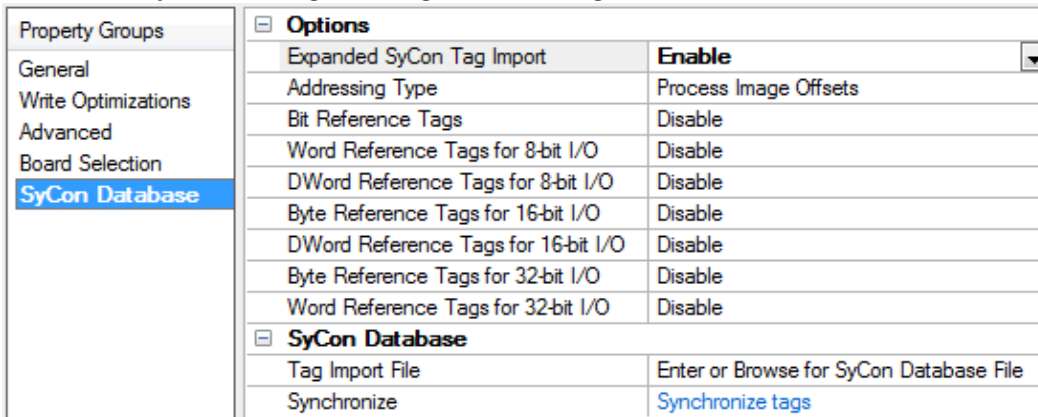 Property Groups
General
Write Optimizations
Advanced
Board Selection
SyCon Database
Options
Expanded SyCon Tag Import Enable
Addressing Type Process Image Offsets
Bit Reference Tags Disable
Word Reference Tags for 8-bit I/O Disable
DWord Reference Tags for 8-bit I/O Disable
Byte Reference Tags for 16-bit I/O Disable
DWord Reference Tags for 16-bit I/O Disable
Byte Reference Tags for 32-bit I/O Disable
Word Reference Tags for 32-bit I/O Disable
SyCon Database
Tag Import File Enter or Browse for SyCon Database File
Synchronize Synchronize tags